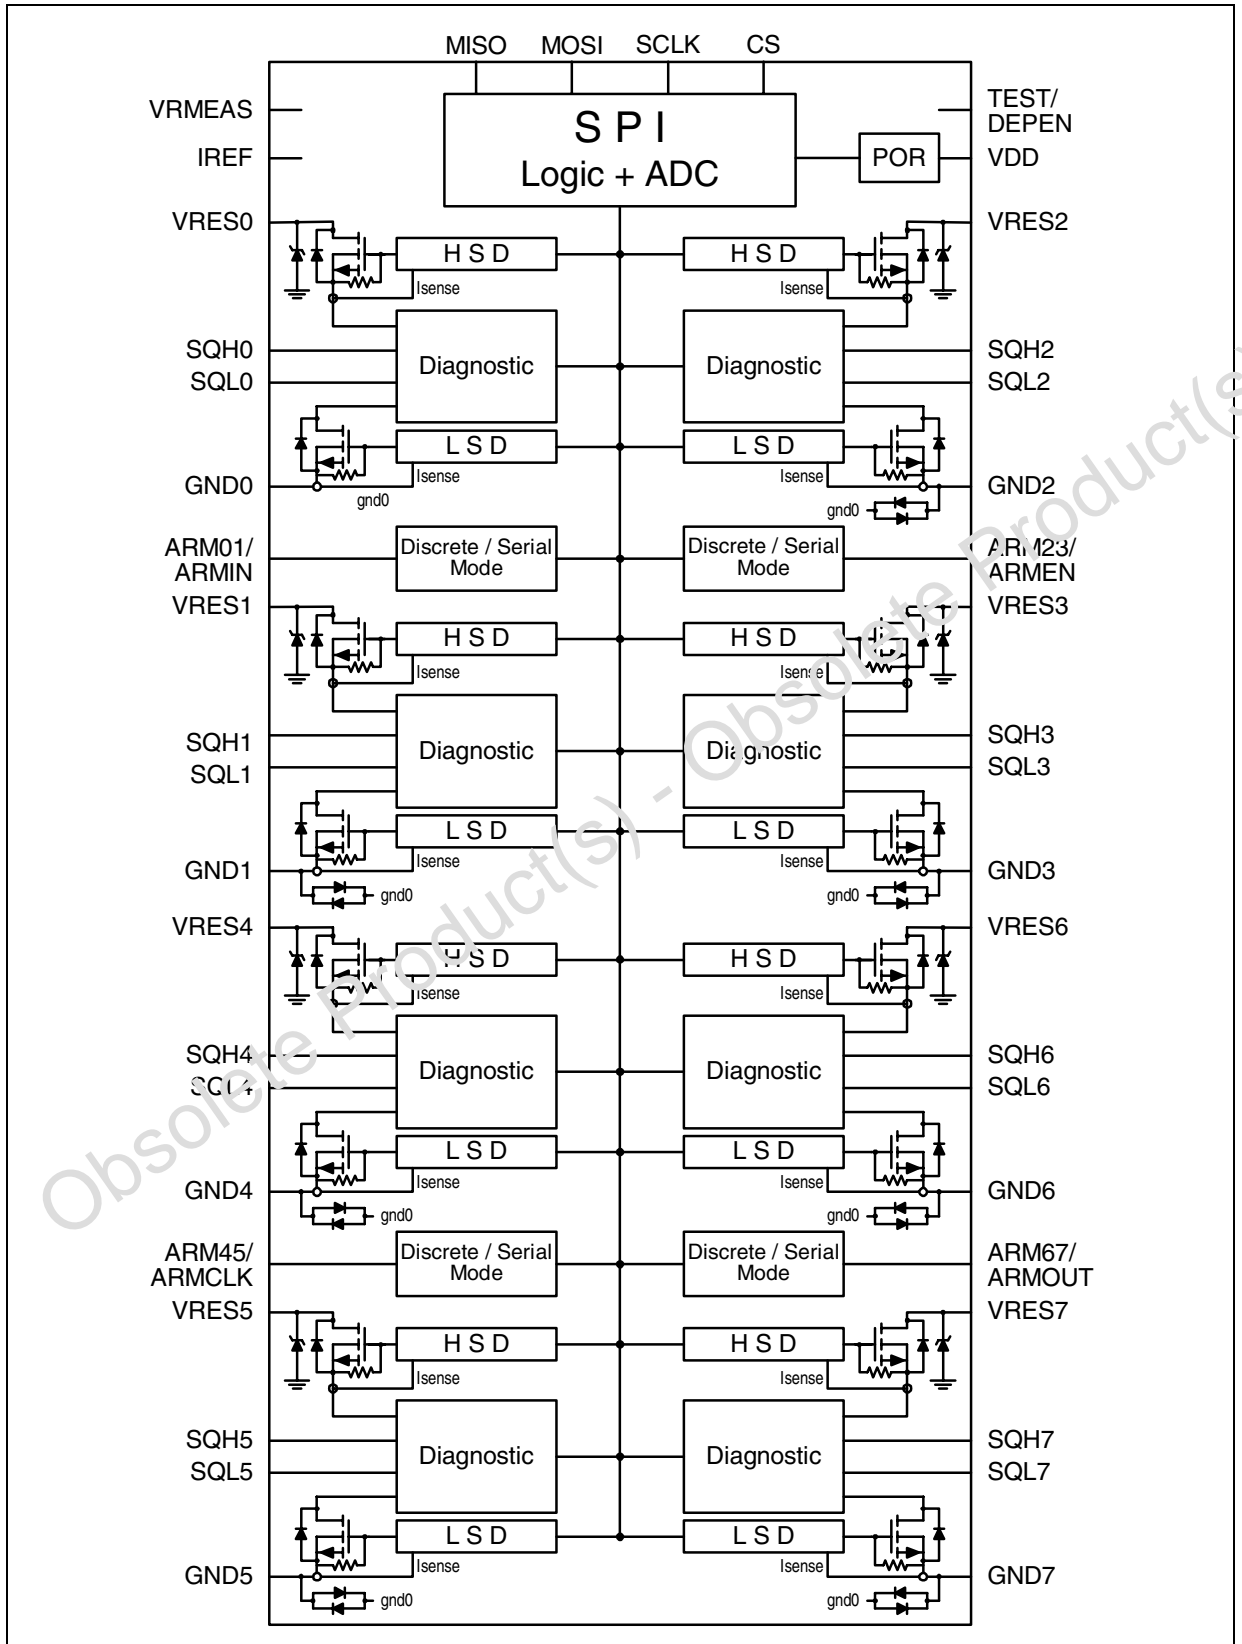 MISO MOSI SCLK CS
VRMEAS
TEST/
DEPEN
S P I
Logic + ADC
IREF
POR
VDD
VRES0
VRES2
H S D
H S D
Isense
Isense
SQH0
SQL0
Diagnostic
Diagnostic
SQH2
SQL2
L S D
L S D
Isense
Isense
GND0
gnd0
gnd0
GND2
ARM01/
ARMIN
Discrete / Serial
Mode
Discrete / Serial
Mode
ARM23/
ARMEN
VRES1
VRES3
H S D
H S D
Isense
Isense
SQH1
SQL1
Diagnostic
Diagnostic
SQH3
SQL3
L S D
L S D
Isense
Isense
GND1
gnd0
gnd0
GND3
VRES4
VRES6
H S D
H S D
Isense
Isense
SQH4
SQL4
Diagnostic
Diagnostic
SQH6
SQL6
L S D
L S D
Isense
Isense
GND4
gnd0
gnd0
GND6
ARM45/
ARMCLK
Discrete / Serial
Mode
Discrete / Serial
Mode
ARM67/
ARMOUT
VRES5
VRES7
H S D
H S D
Isense
Isense
SQH5
SQL5
Diagnostic
Diagnostic
SQH7
SQL7
L S D
L S D
Isense
Isense
GND5
gnd0
gnd0
GND7
Obsolete Product(s) - Obsolete Product(s